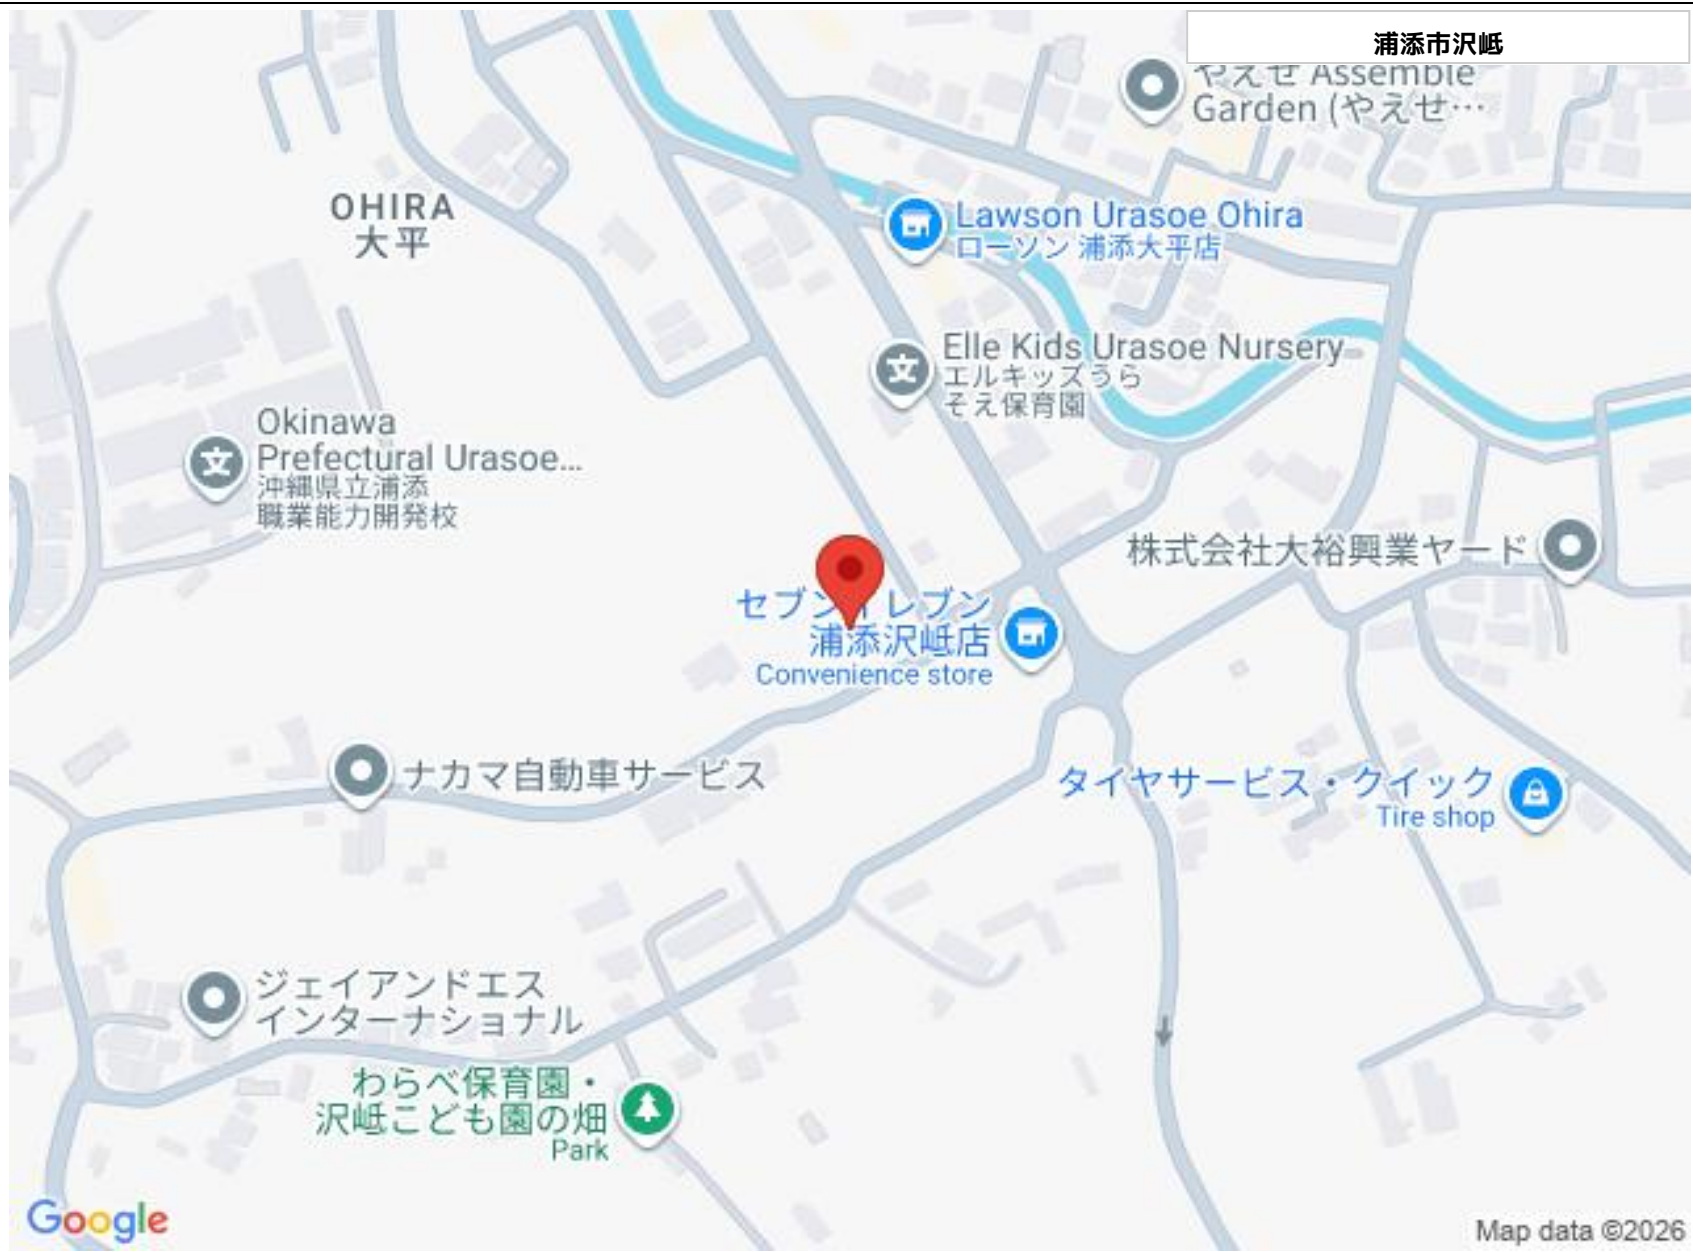 浦添市沢岻
やえせ Assemble
Garden (やえせ…
OHIRA
大平
Lawson Urasoe Ohira
ローソン 浦添大平店
Elle Kids Urasoe Nursery
エルキッズうら
そえ保育園
Okinawa
Prefectural Urasoe...
沖縄県立浦添
職業能力開発校
株式会社大裕興業ヤード
セブンイレブン
浦添沢岻店
Convenience store
ナカマ自動車サービス
タイヤサービス・クイック
Tire shop
ジェイアンドエス
インターナショナル
わらべ保育園・
沢岻こども園の畑
Park
Google
Map data ©2026